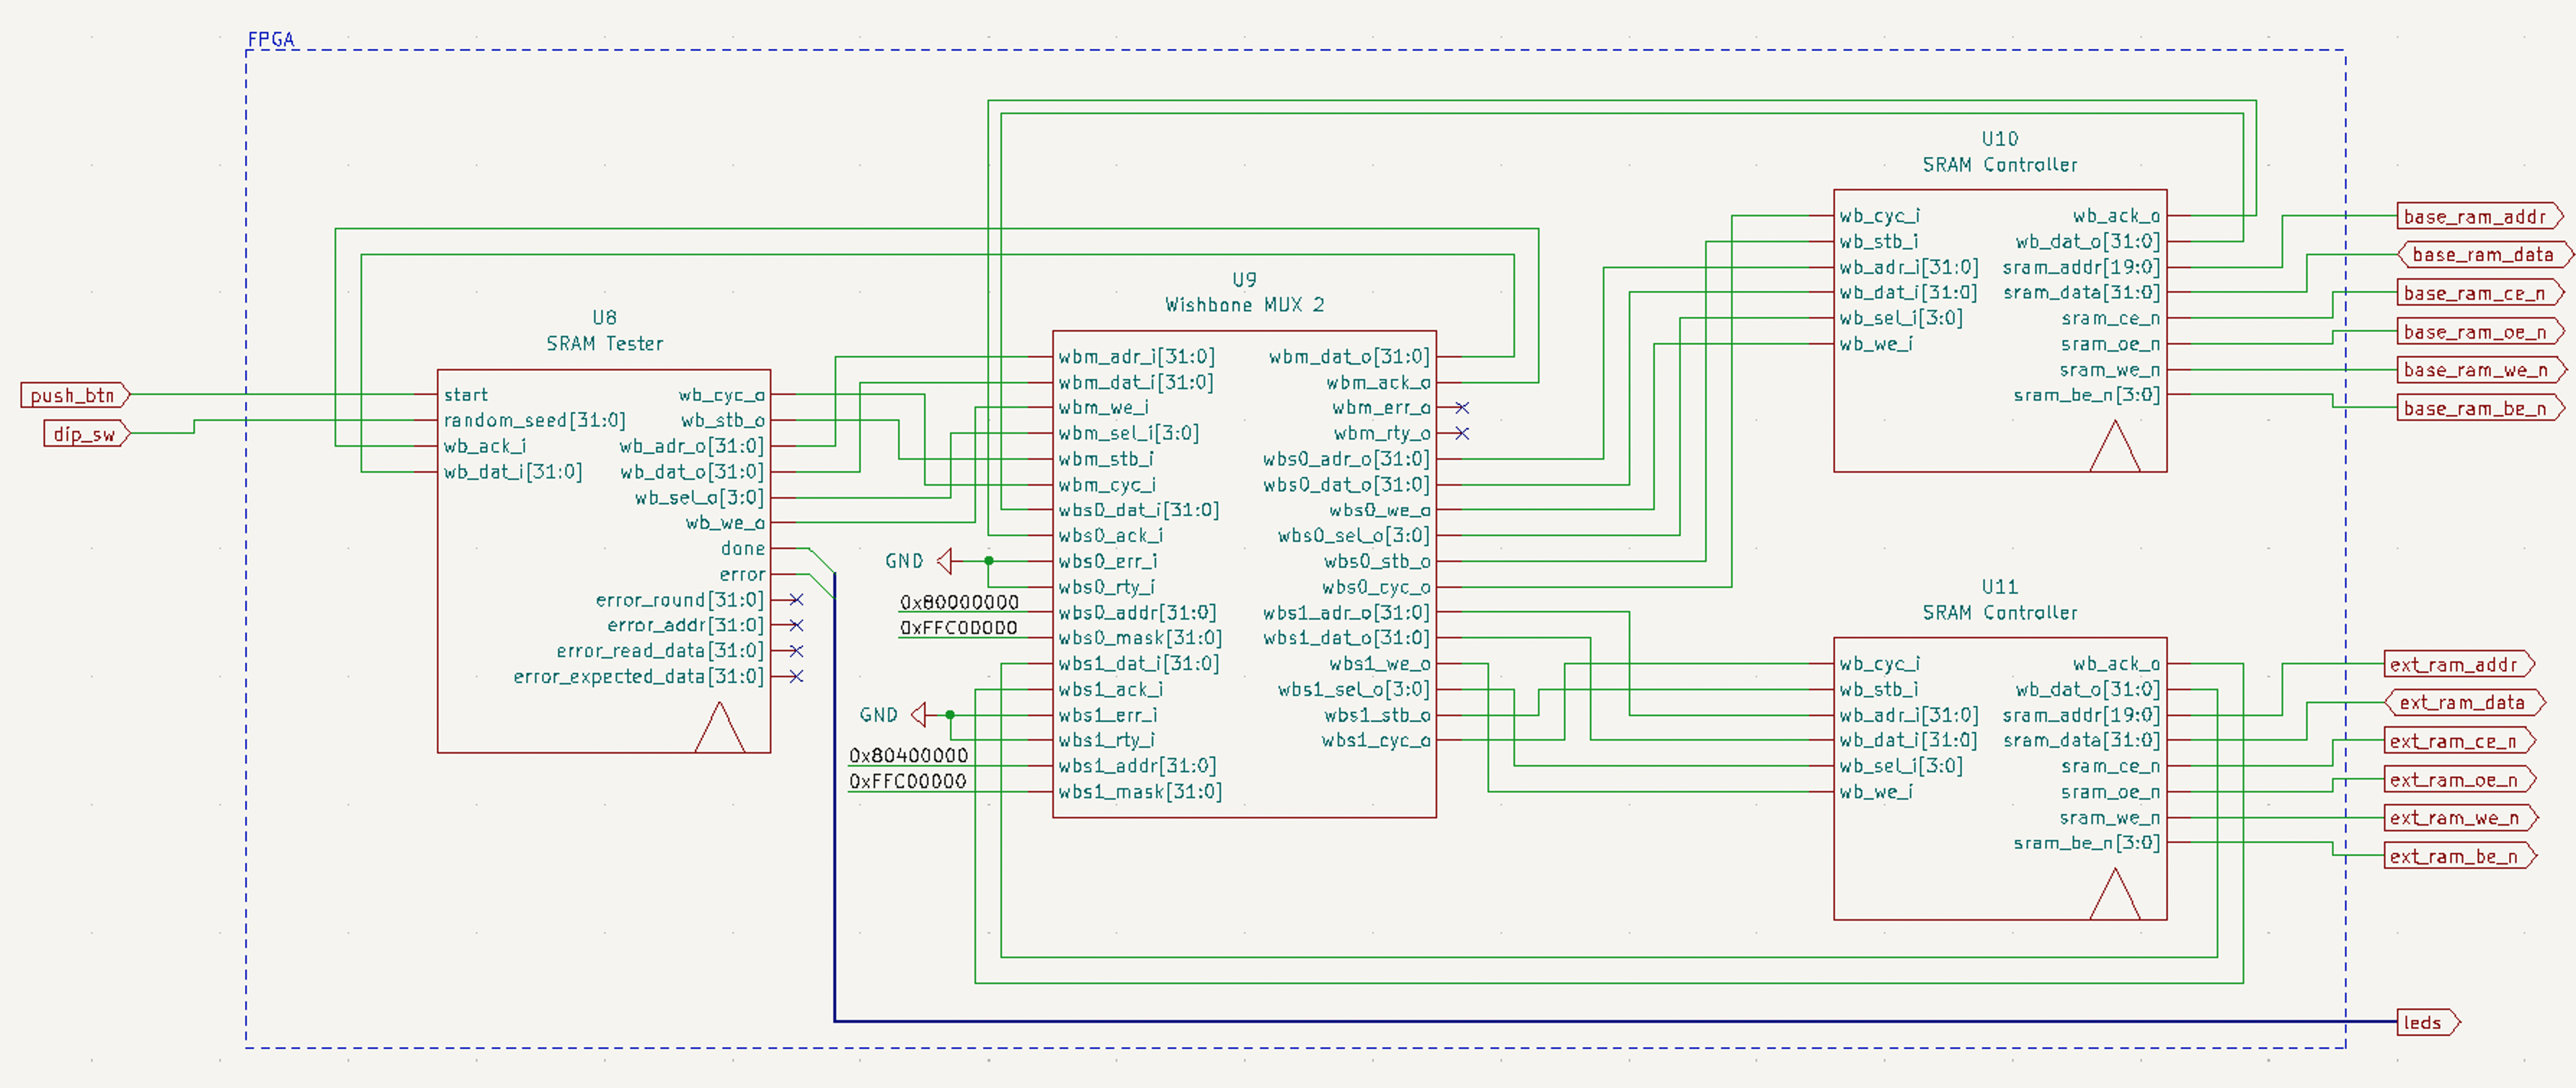 FPGA
push_btn
dip_sw
U8
SRAM Tester
start
random_seed[31:0]
wb_ack_i
wb_dat_i[31:0]
wb_cyc_o
wb_stb_o
wb_adr_o[31:0]
wb_dat_o[31:0]
wb_sel_o[3:0]
wb_we_o
done
error
error_round[31:0]
error_addr[31:0]
error_read_data[31:0]
error_expected_data[31:0]
GND
0x80000000
0xFFC00000
GND
0x80400000
0xFFC00000
U9
Wishbone MUX 2
wbm_adr_i[31:0]
wbm_dat_i[31:0]
wbm_we_i
wbm_sel_i[3:0]
wbm_stb_i
wbm_cyc_i
wbs0_dat_i[31:0]
wbs0_ack_i
wbs0_err_i
wbs0_rty_i
wbs0_addr[31:0]
wbs0_mask[31:0]
wbs1_dat_i[31:0]
wbs1_ack_i
wbs1_err_i
wbs1_rty_i
wbs1_addr[31:0]
wbs1_mask[31:0]
wbm_dat_o[31:0]
wbm_ack_o
wbm_err_o
wbm_rty_o
wbs0_adr_o[31:0]
wbs0_dat_o[31:0]
wbs0_we_o
wbs0_sel_o[3:0]
wbs0_stb_o
wbs0_cyc_o
wbs1_adr_o[31:0]
wbs1_dat_o[31:0]
wbs1_we_o
wbs1_sel_o[3:0]
wbs1_stb_o
wbs1_cyc_o
U10
SRAM Controller
wb_cyc_i
wb_stb_i
wb_adr_i[31:0]
wb_dat_i[31:0]
wb_sel_i[3:0]
wb_we_i
wb_ack_o
wb_dat_o[31:0]
sram_addr[19:0]
sram_data[31:0]
sram_ce_n
sram_oe_n
sram_we_n
sram_be_n[3:0]
base_ram_addr
base_ram_data
base_ram_ce_n
base_ram_oe_n
base_ram_we_n
base_ram_be_n
U11
SRAM Controller
wb_cyc_i
wb_stb_i
wb_adr_i[31:0]
wb_dat_i[31:0]
wb_sel_i[3:0]
wb_we_i
wb_ack_o
wb_dat_o[31:0]
sram_addr[19:0]
sram_data[31:0]
sram_ce_n
sram_oe_n
sram_we_n
sram_be_n[3:0]
ext_ram_addr
ext_ram_data
ext_ram_ce_n
ext_ram_oe_n
ext_ram_we_n
ext_ram_be_n
leds